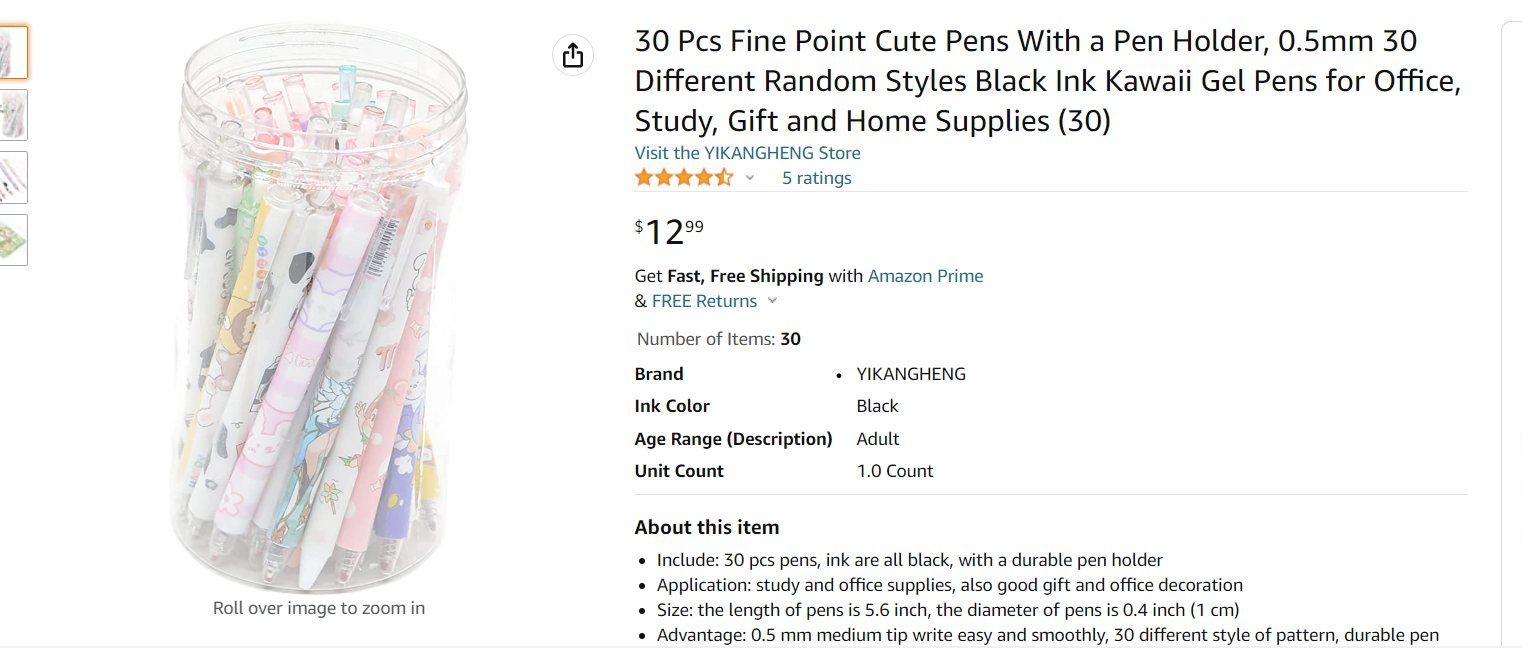 30 Pcs Fine Point Cute Pens With a Pen Holder, 0.5mm 30
Different Random Styles Black Ink Kawaii Gel Pens for Office,
Study, Gift and Home Supplies (30)
Visit the YIKANGHENG Store
5 ratings
$12.99
Get Fast, Free Shipping with Amazon Prime
& FREE Returns
Number of Items: 30
Brand • YIKANGHENG
Ink Color Black
Age Range (Description) Adult
Unit Count 1.0 Count
About this item
• Include: 30 pcs pens, ink are all black, with a durable pen holder
• Application: study and office supplies, also good gift and office decoration
• Size: the length of pens is 5.6 inch, the diameter of pens is 0.4 inch (1 cm)
• Advantage: 0.5 mm medium tip write easy and smoothly, 30 different style of pattern, durable pen
Roll over image to zoom in